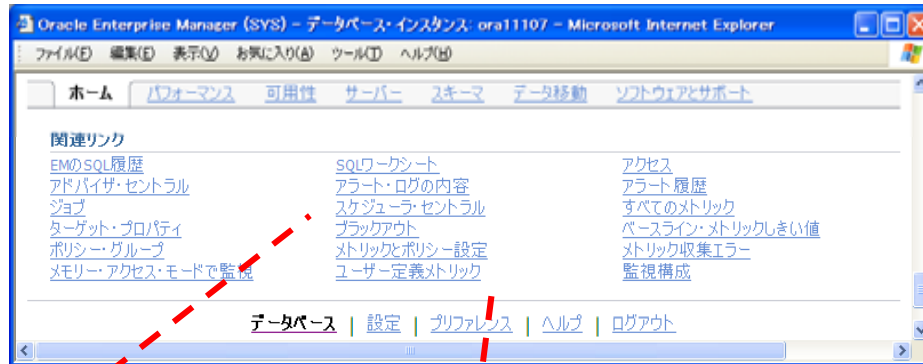 Oracle Enterprise Manager (SYS) - データベース・インスタンス: ora11107 - Microsoft Internet Explorer
ファイル(F) 編集(E) 表示(V) お気に入り(A) ツール(T) ヘルプ(H)
ホーム パフォーマンス 可用性 サーバー スキーマ データ移動 ソフトウェアとサポート
関連リンク
EMのSQL履歴 SQLワークシート アクセス
アドバイザ・セントラル アラート・ログの内容 アラート履歴
ジョブ スケジューラ・セントラル すべてのメトリック
ターゲット・プロパティ ブラックアウト ベースライン・メトリックしきい値
ポリシー・グループ メトリックとポリシー設定 メトリック収集エラー
メモリー・アクセス・モードで監視 ユーザー定義メトリック 監視構成
データベース | 設定 | プリファレンス | ヘルプ | ログアウト